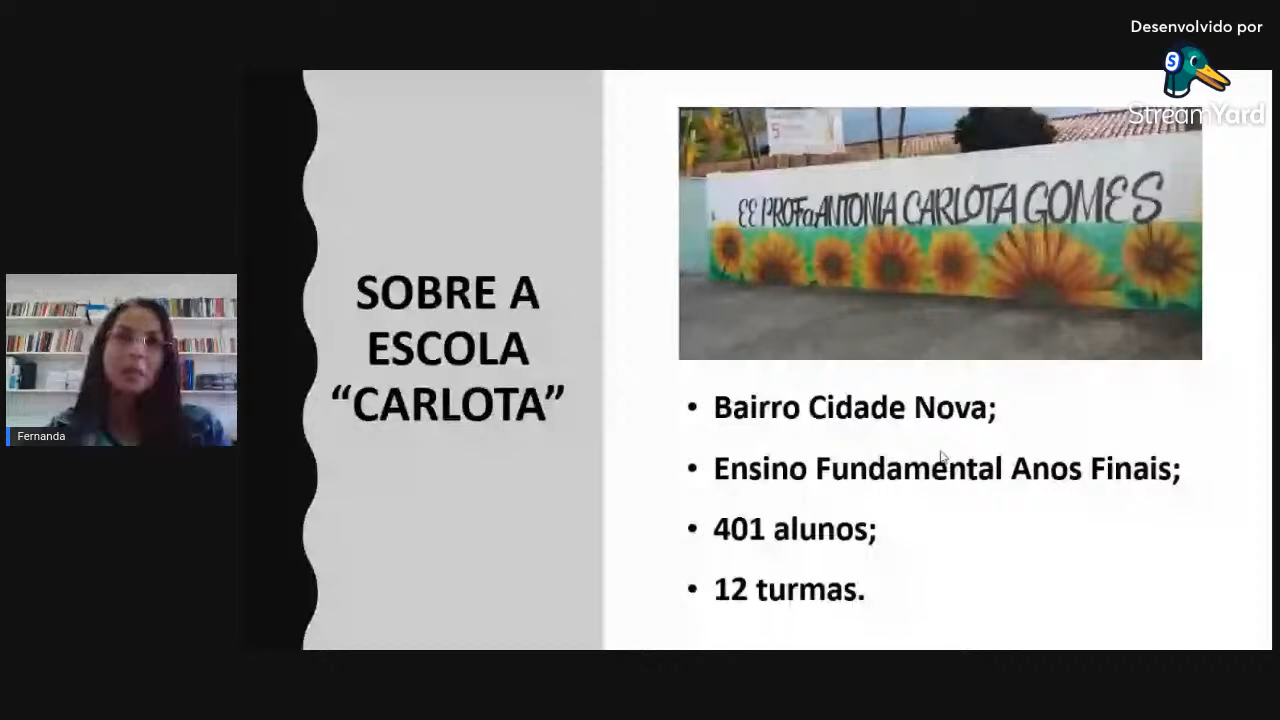 Desenvolvido por
S
StreamYard
5
EE PROFa ANTONIA CARLOTA GOMES
SOBRE A
ESCOLA
“CARLOTA”
Fernanda
• Bairro Cidade Nova;
• Ensino Fundamental Anos Finais;
• 401 alunos;
• 12 turmas.